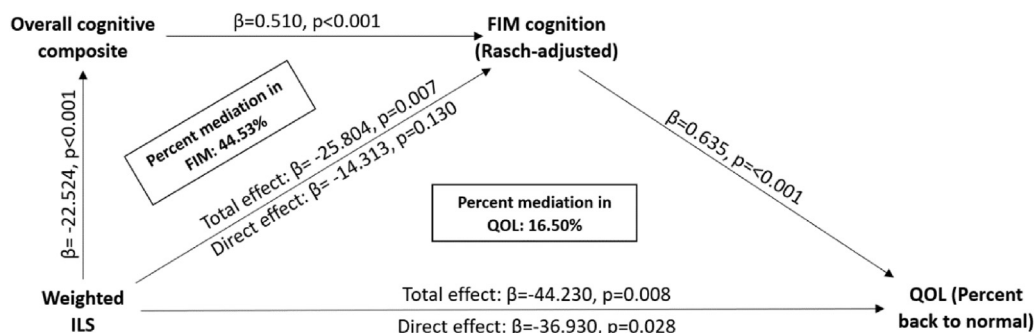 β=0.510, p<0.001
Overall cognitive
composite
FIM cognition
(Rasch-adjusted)
β= -22.524, p<0.001
Percent mediation in
FIM: 44.53%
Total effect: β= -25.804, p=0.007
Direct effect: β= -14.313, p=0.130
β=0.635, p=<0.001
Percent mediation in
QOL: 16.50%
Weighted
ILS
Total effect: β=-44.230, p=0.008
Direct effect: β=-36.930, p=0.028
QOL (Percent
back to normal)